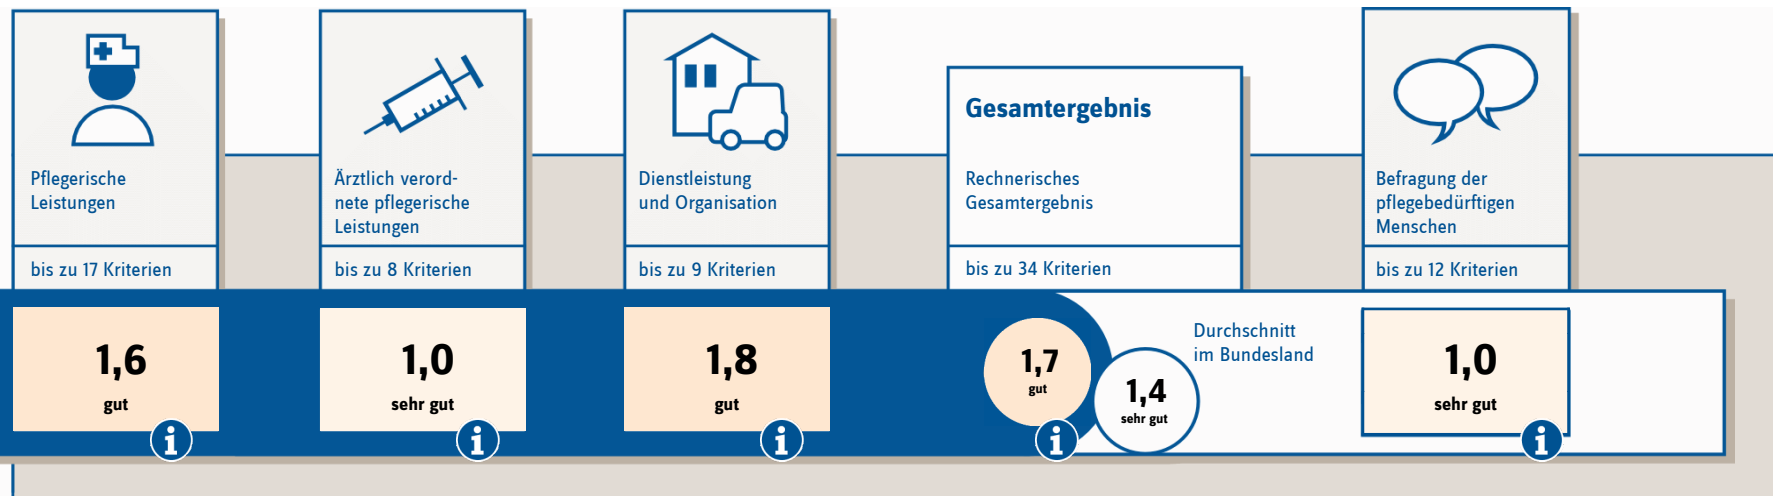 Pflegerische
Leistungen
bis zu 17 Kriterien
1,6
gut
i
Ärztlich verord-
nete pflegerische
Leistungen
bis zu 8 Kriterien
1,0
sehr gut
i
Dienstleistung
und Organisation
bis zu 9 Kriterien
1,8
gut
i
Gesamtergebnis
Rechnerisches
Gesamtergebnis
bis zu 34 Kriterien
1,7
gut
i
Durchschnitt
im Bundesland
1,4
sehr gut
Befragung der
pflegebedürftigen
Menschen
bis zu 12 Kriterien
1,0
sehr gut
i